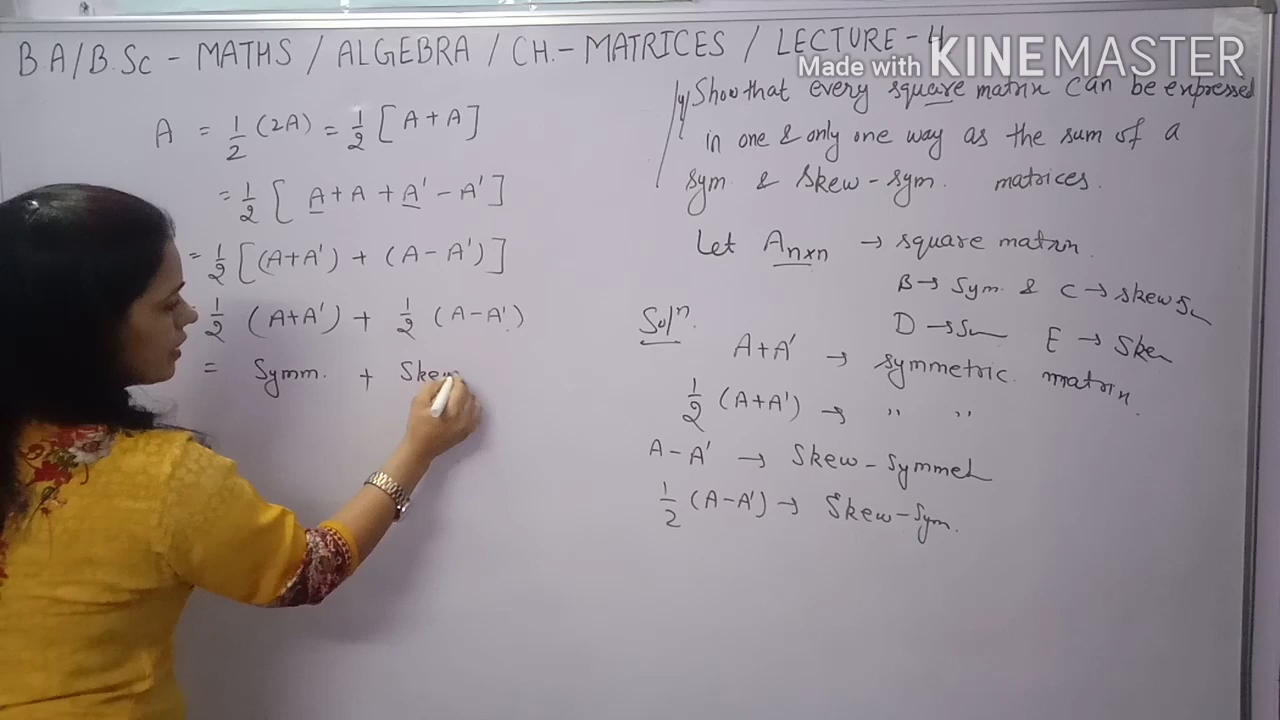 B.A/B.Sc - MATHS / ALGEBRA / CH.- MATRICES / LECTURE - 4
Made with KINEMASTER
A = 1/2 (2A) = 1/2 [A + A]
= 1/2 [A + A + A' - A']
= 1/2 [(A+A') + (A - A')]
1/2 (A+A') + 1/2 (A-A')
= Symm. + Skew
Show that every square matrix can be expressed
in one & only one way as the sum of a
sym. & skew-sym. matrices.
Let An×n → square matrix.
B → Sym. & C → skew
D → E → Skew
Solⁿ.
A+A' → symmetric matrix.
1/2 (A+A') → " "
A - A' → Skew-Symmet
1/2 (A-A') → Skew-Sym.